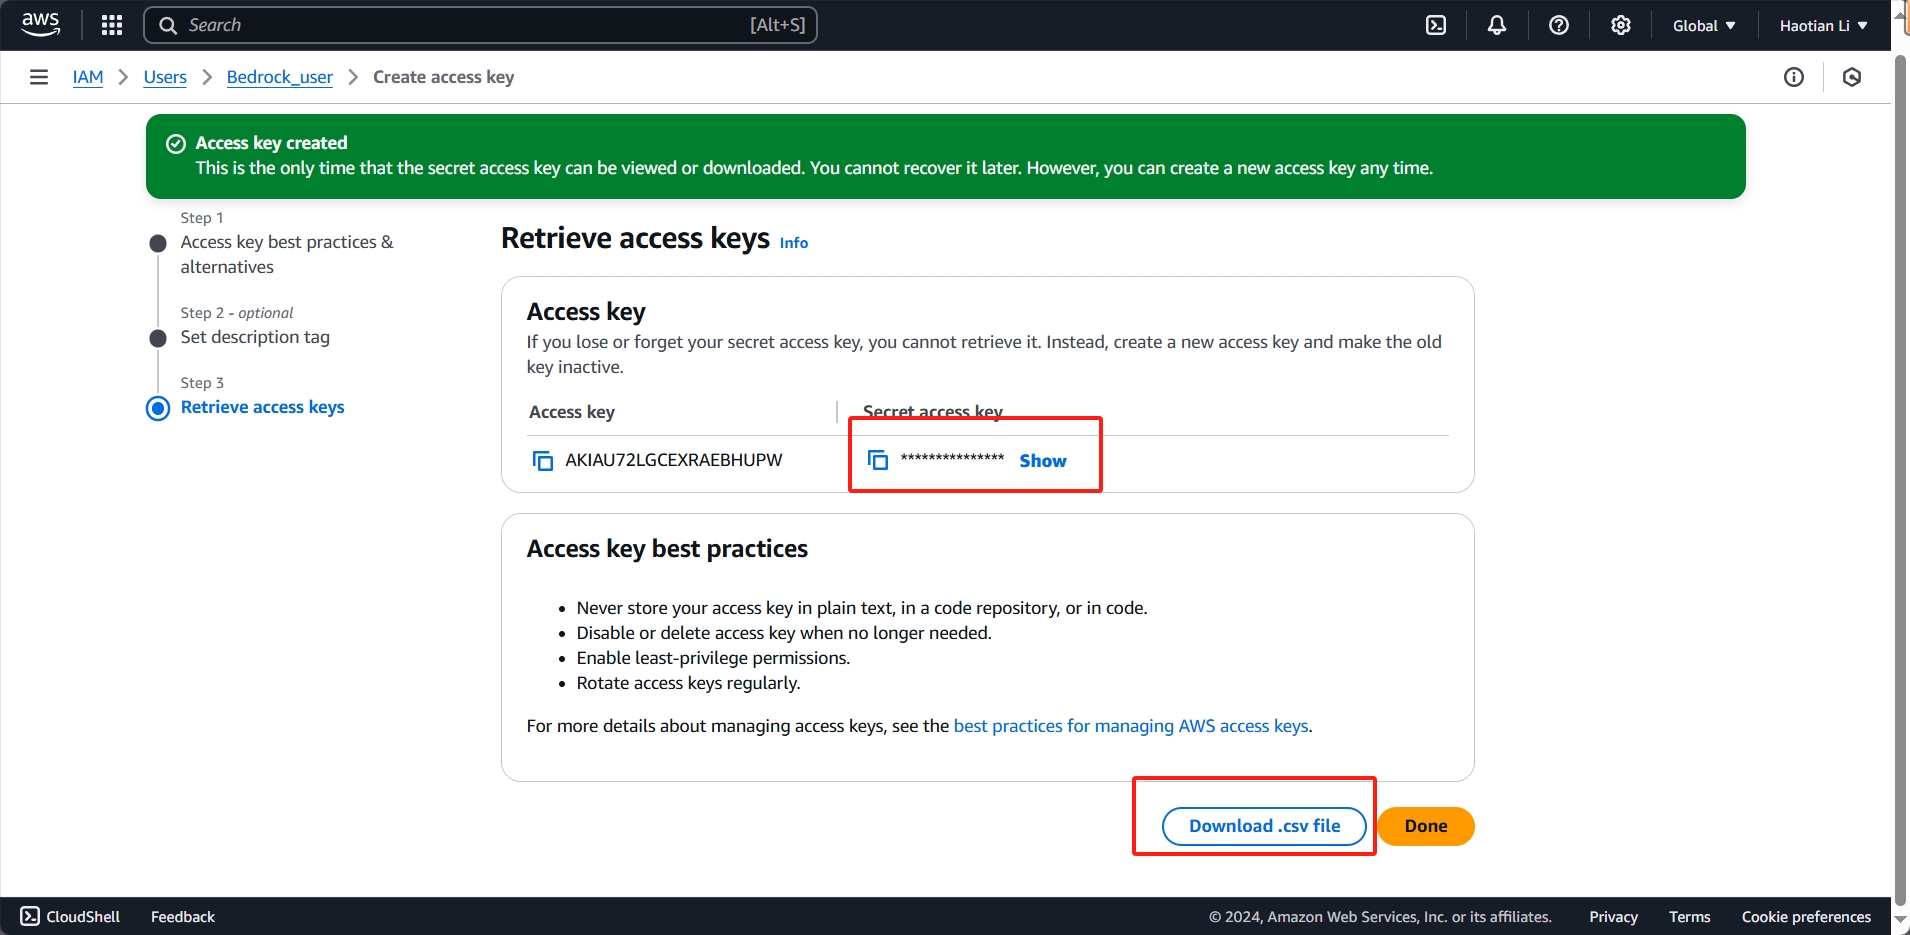 aws
Search
[Alt+S]
Global
Haotian Li
IAM
Users
Bedrock_user
Create access key
Access key created
This is the only time that the secret access key can be viewed or downloaded. You cannot recover it later. However, you can create a new access key any time.
Step 1
Access key best practices &
alternatives
Step 2 - optional
Set description tag
Step 3
Retrieve access keys
Retrieve access keys Info
Access key
If you lose or forget your secret access key, you cannot retrieve it. Instead, create a new access key and make the old
key inactive.
Access key
Secret access key
AKIAU72LGCEXRAEBHUPW
*************** Show
Access key best practices
• Never store your access key in plain text, in a code repository, or in code.
• Disable or delete access key when no longer needed.
• Enable least-privilege permissions.
• Rotate access keys regularly.
For more details about managing access keys, see the best practices for managing AWS access keys.
Download .csv file
Done
CloudShell
Feedback
© 2024, Amazon Web Services, Inc. or its affiliates.
Privacy
Terms
Cookie preferences